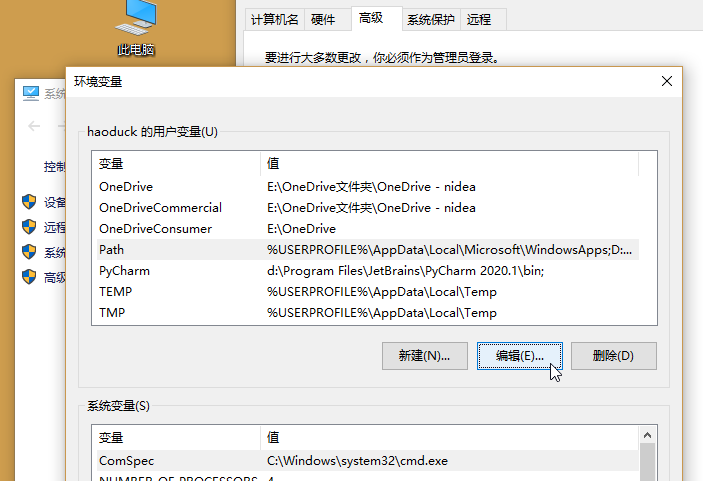 计算机名 硬件 高级 系统保护 远程
要进行大多数更改，你必须作为管理员登录。
此电脑
环境变量
系统
控制
设备
远程
系统
高级
haoduck 的用户变量(U)
变量 值
OneDrive E:\OneDrive文件夹\OneDrive - nidea
OneDriveCommercial E:\OneDrive文件夹\OneDrive - nidea
OneDriveConsumer E:\OneDrive
Path %USERPROFILE%\AppData\Local\Microsoft\WindowsApps;D:...
PyCharm d:\Program Files\JetBrains\PyCharm 2020.1\bin;
TEMP %USERPROFILE%\AppData\Local\Temp
TMP %USERPROFILE%\AppData\Local\Temp
新建(N)... 编辑(E)... 删除(D)
系统变量(S)
变量 值
ComSpec C:\Windows\system32\cmd.exe
NUMBER_OF_PROCESSORS 4